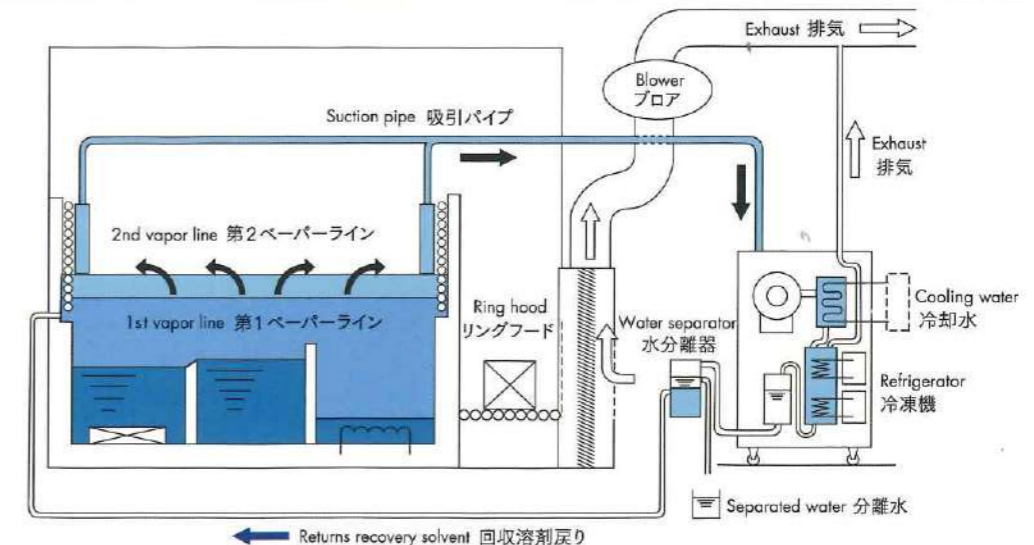 Exhaust 排気
Blower
ブロア
Suction pipe 吸引パイプ
Exhaust
排気
2nd vapor line 第2ベーパーライン
1st vapor line 第1ベーパーライン
Ring hood
リングフード
Water separator
水分離器
Cooling water
冷却水
Refrigerator
冷凍機
Separated water 分離水
Returns recovery solvent 回収溶剤戻り